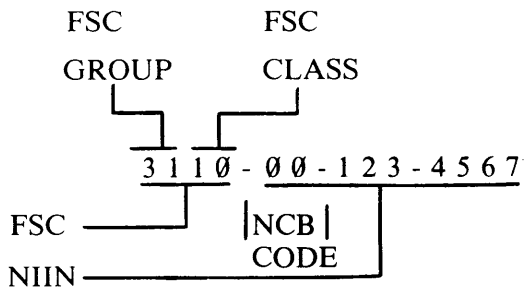 FSC FSC
GROUP CLASS
3110-00-123-4567
FSC
NCB
CODE
NIIN